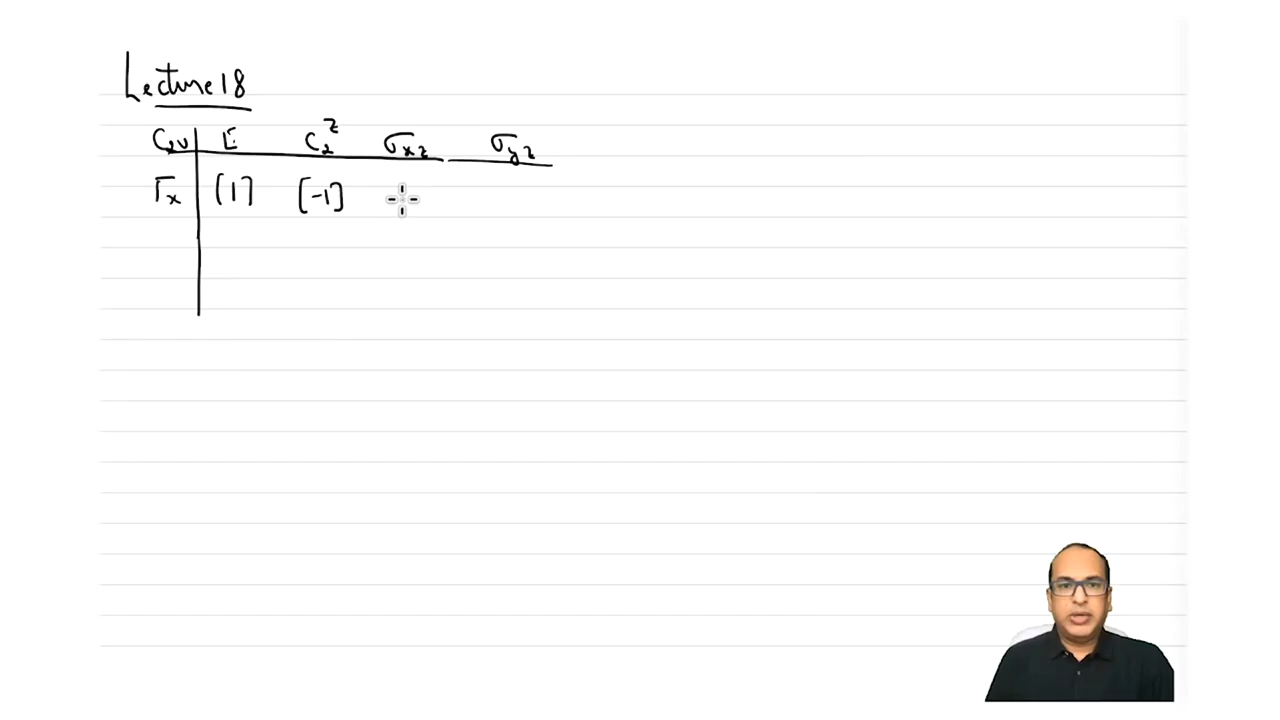 Lecture 18
C₂ᵥ E C₂ᶻ σₓz σyz
Γₓ [1] [-1]